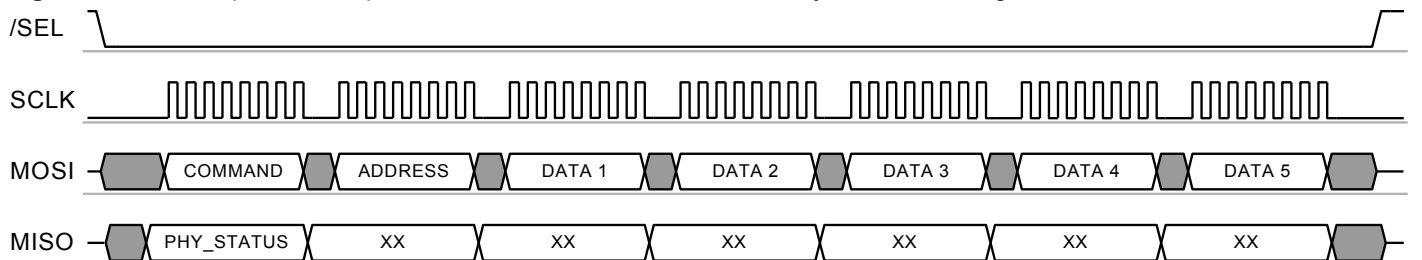 /SEL
SCLK
MOSI COMMAND ADDRESS DATA 1 DATA 2 DATA 3 DATA 4 DATA 5
MISO PHY_STATUS XX XX XX XX XX XX